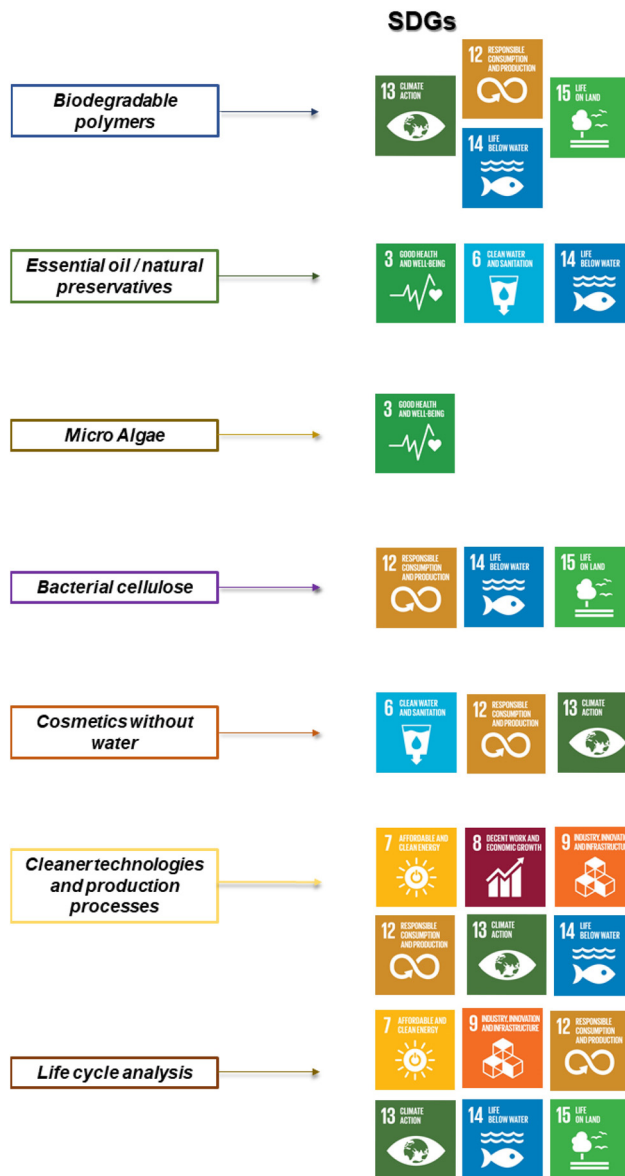 SDGs
Biodegradable
polymers
13 CLIMATE
ACTION
12 RESPONSIBLE
CONSUMPTION
AND PRODUCTION
14 LIFE
BELOW WATER
15 LIFE
ON LAND
Essential oil / natural
preservatives
3 GOOD HEALTH
AND WELL-BEING
6 CLEAN WATER
AND SANITATION
14 LIFE
BELOW WATER
Micro Algae
3 GOOD HEALTH
AND WELL-BEING
Bacterial cellulose
12 RESPONSIBLE
CONSUMPTION
AND PRODUCTION
14 LIFE
BELOW WATER
15 LIFE
ON LAND
Cosmetics without
water
6 CLEAN WATER
AND SANITATION
12 RESPONSIBLE
CONSUMPTION
AND PRODUCTION
13 CLIMATE
ACTION
Cleaner technologies
and production
processes
7 AFFORDABLE AND
CLEAN ENERGY
8 DECENT WORK AND
ECONOMIC GROWTH
9 INDUSTRY, INNOVATION
AND INFRASTRUCTURE
12 RESPONSIBLE
CONSUMPTION
AND PRODUCTION
13 CLIMATE
ACTION
14 LIFE
BELOW WATER
Life cycle analysis
7 AFFORDABLE AND
CLEAN ENERGY
9 INDUSTRY, INNOVATION
AND INFRASTRUCTURE
12 RESPONSIBLE
CONSUMPTION
AND PRODUCTION
13 CLIMATE
ACTION
14 LIFE
BELOW WATER
15 LIFE
ON LAND